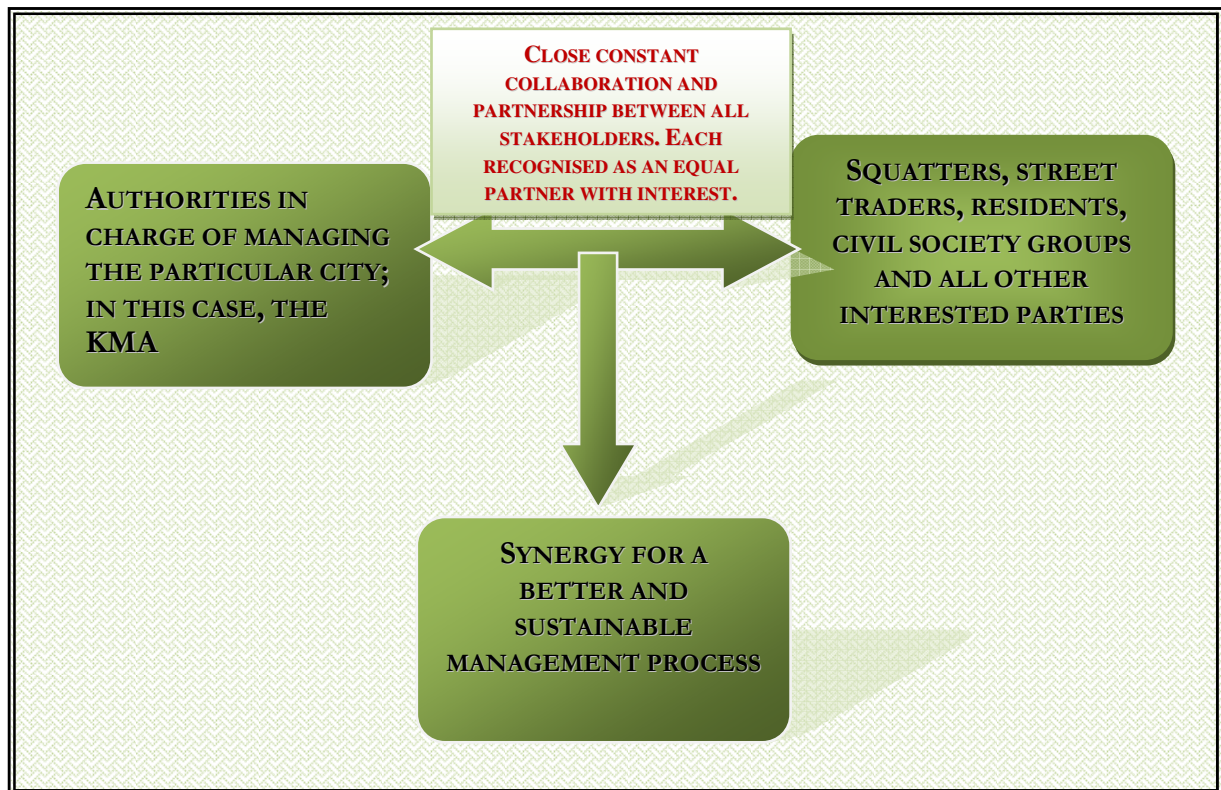 CLOSE CONSTANT
COLLABORATION AND
PARTNERSHIP BETWEEN ALL
STAKEHOLDERS. EACH
RECOGNISED AS AN EQUAL
PARTNER WITH INTEREST.
AUTHORITIES IN
CHARGE OF MANAGING
THE PARTICULAR CITY;
IN THIS CASE, THE
KMA
SQUATTERS, STREET
TRADERS, RESIDENTS,
CIVIL SOCIETY GROUPS
AND ALL OTHER
INTERESTED PARTIES
SYNERGY FOR A
BETTER AND
SUSTAINABLE
MANAGEMENT PROCESS